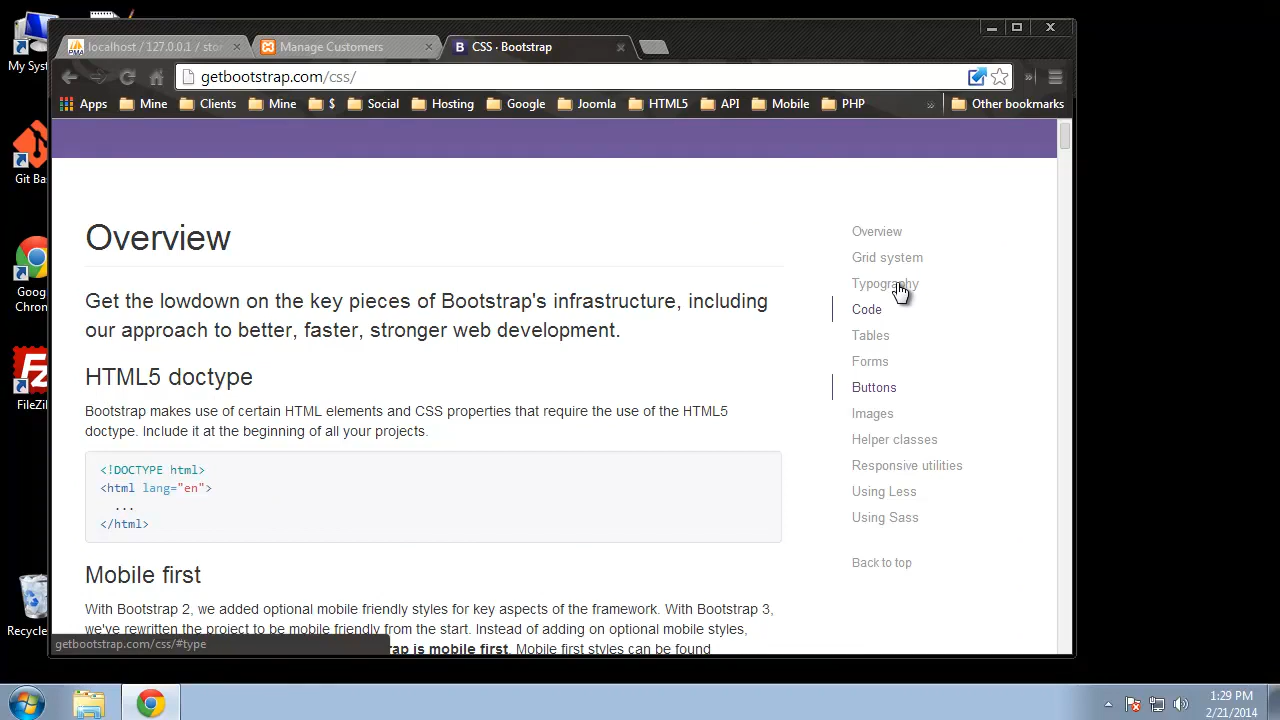 localhost / 127.0.0.1 / stor
Manage Customers
CSS · Bootstrap
getbootstrap.com/css/
Apps
Mine
Clients
Mine
$
Social
Hosting
Google
Joomla
HTML5
API
Mobile
PHP
»
Other bookmarks
My Syst
Git Ba
Google
Chrom
FileZil
Recycle
Overview
Get the lowdown on the key pieces of Bootstrap's infrastructure, including
our approach to better, faster, stronger web development.
HTML5 doctype
Bootstrap makes use of certain HTML elements and CSS properties that require the use of the HTML5
doctype. Include it at the beginning of all your projects.
<!DOCTYPE html>
<html lang="en">
...
</html>
Mobile first
With Bootstrap 2, we added optional mobile friendly styles for key aspects of the framework. With Bootstrap 3,
we've rewritten the project to be mobile friendly from the start. Instead of adding on optional mobile styles,
rap is mobile first. Mobile first styles can be found
getbootstrap.com/css/#type
Overview
Grid system
Typography
Code
Tables
Forms
Buttons
Images
Helper classes
Responsive utilities
Using Less
Using Sass
Back to top
1:29 PM
2/21/2014